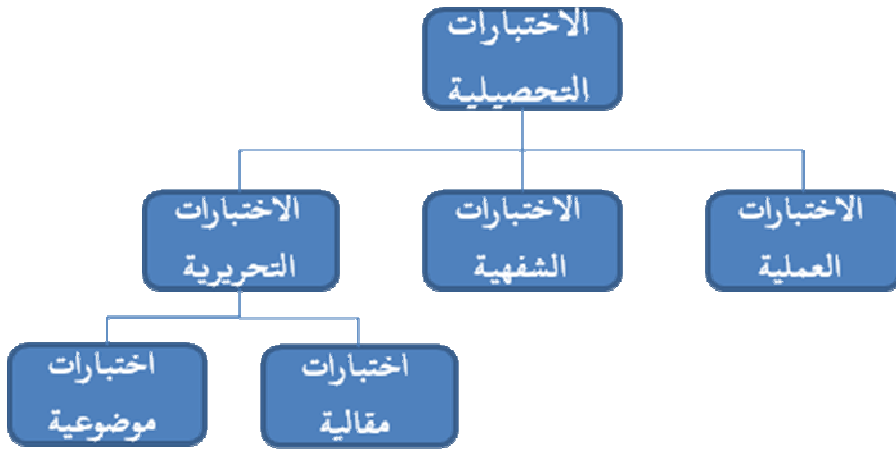 الاختبارات
التحصيلية
الاختبارات
العملية
الاختبارات
الشفهية
الاختبارات
التحريرية
اختبارات
مقالية
اختبارات
موضوعية